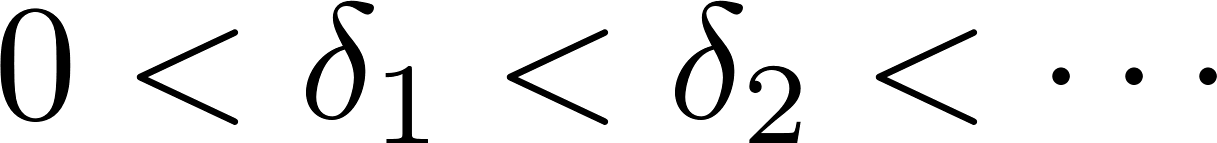 0 < δ₁ < δ₂ < ⋯